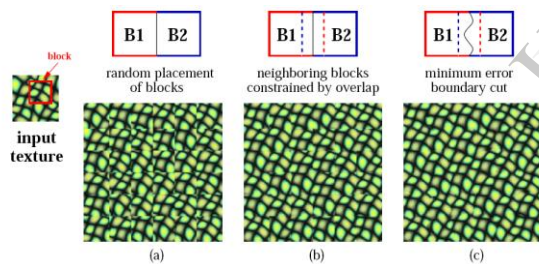 B1 B2
B1 B2
B1 B2
block
input
texture
random placement
of blocks
neighboring blocks
constrained by overlap
minimum error
boundary cut
(a)
(b)
(c)